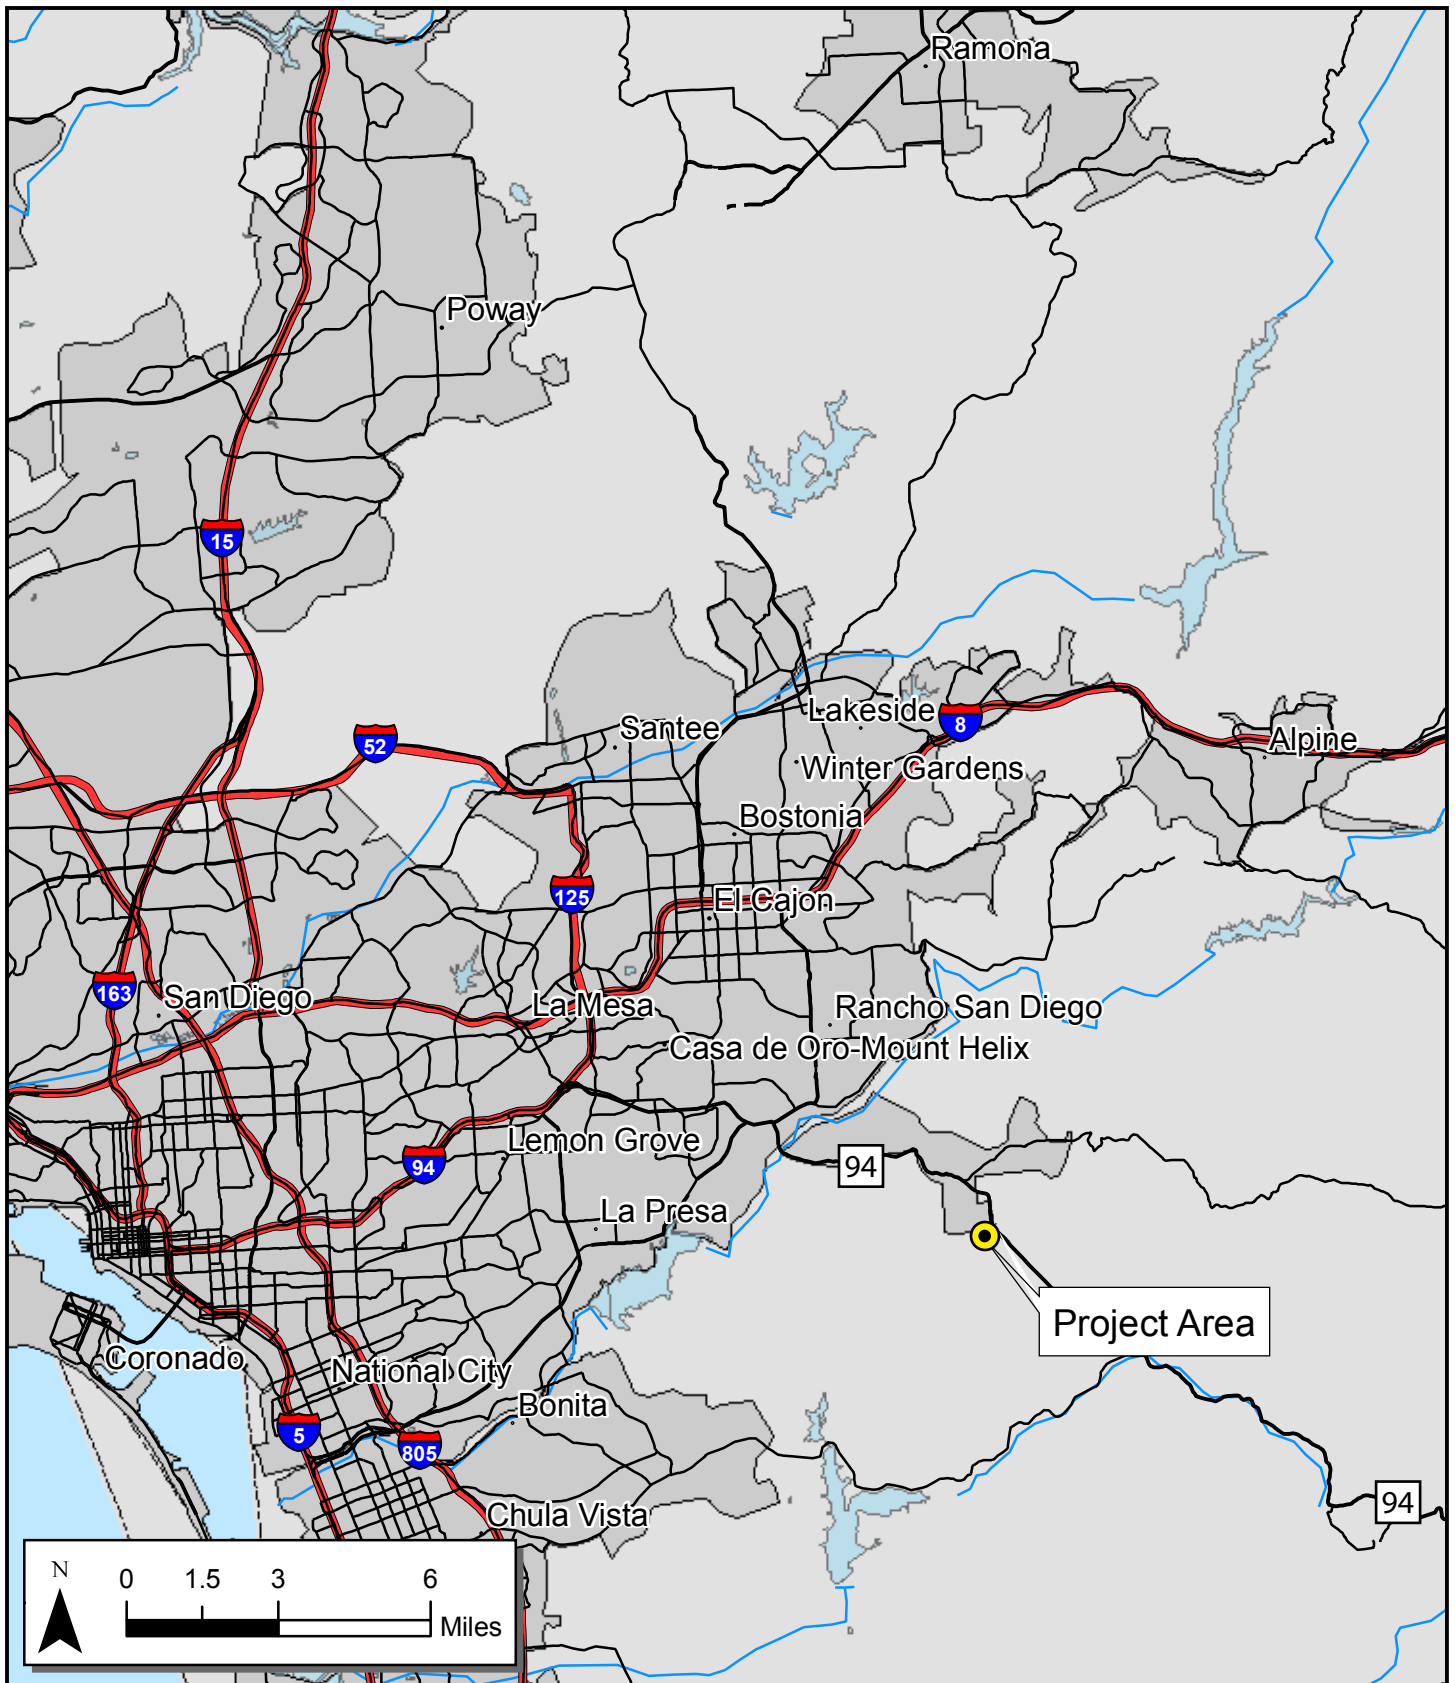 Ramona
Poway
15
Lakeside
8
Santee
52
Alpine
Winter Gardens
Bostonia
125
El Cajon
163
San Diego
La Mesa
Rancho San Diego
Casa de Oro-Mount Helix
Lemon Grove
94
94
La Presa
Project Area
Coronado
National City
Bonita
5
805
94
Chula Vista
N
0 1.5 3 6
Miles